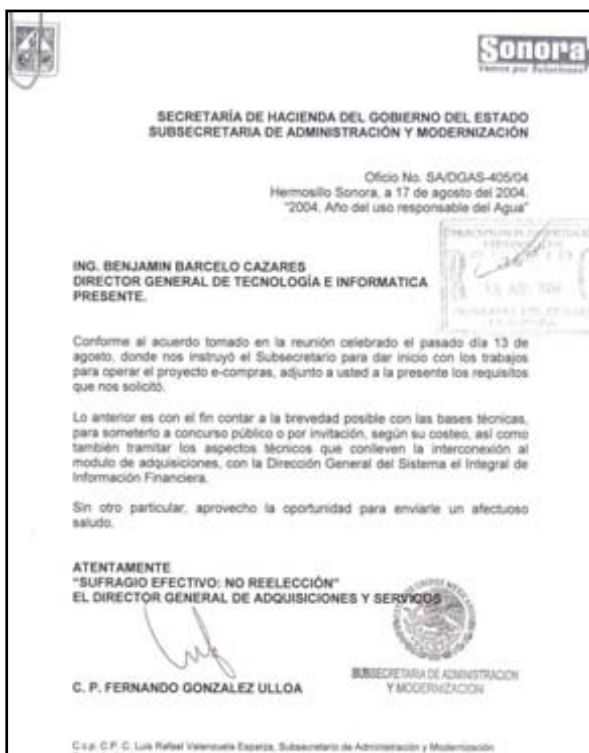 Sonora
Vamos por Soluciones
SECRETARÍA DE HACIENDA DEL GOBIERNO DEL ESTADO
SUBSECRETARIA DE ADMINISTRACIÓN Y MODERNIZACIÓN
Oficio No. SA/DGAS-405/04
Hermosillo Sonora, a 17 de agosto del 2004.
"2004. Año del uso responsable del Agua"
ING. BENJAMIN BARCELO CAZARES
DIRECTOR GENERAL DE TECNOLOGÍA E INFORMATICA
PRESENTE.
Conforme al acuerdo tomado en la reunión celebrado el pasado día 13 de
agosto, donde nos instruyó el Subsecretario para dar inicio con los trabajos
para operar el proyecto e-compras, adjunto a usted a la presente los requisitos
que nos solicitó.
Lo anterior es con el fin contar a la brevedad posible con las bases técnicas,
para someterlo a concurso público o por invitación, según su costeo, así como
también tramitar los aspectos técnicos que conlleven la interconexión al
modulo de adquisiciones, con la Dirección General del Sistema el Integral de
Información Financiera.
Sin otro particular, aprovecho la oportunidad para enviarle un afectuoso
saludo.
ATENTAMENTE
"SUFRAGIO EFECTIVO: NO REELECCIÓN"
EL DIRECTOR GENERAL DE ADQUISICIONES Y SERVICOS
SUBSECRETARIA DE ADMINISTRACION
Y MODERNIZACION
C. P. FERNANDO GONZALEZ ULLOA
C.c.p. C.P. C. Luis Rafael Valenzuela Esparza, Subsecretario de Administración y Modernización